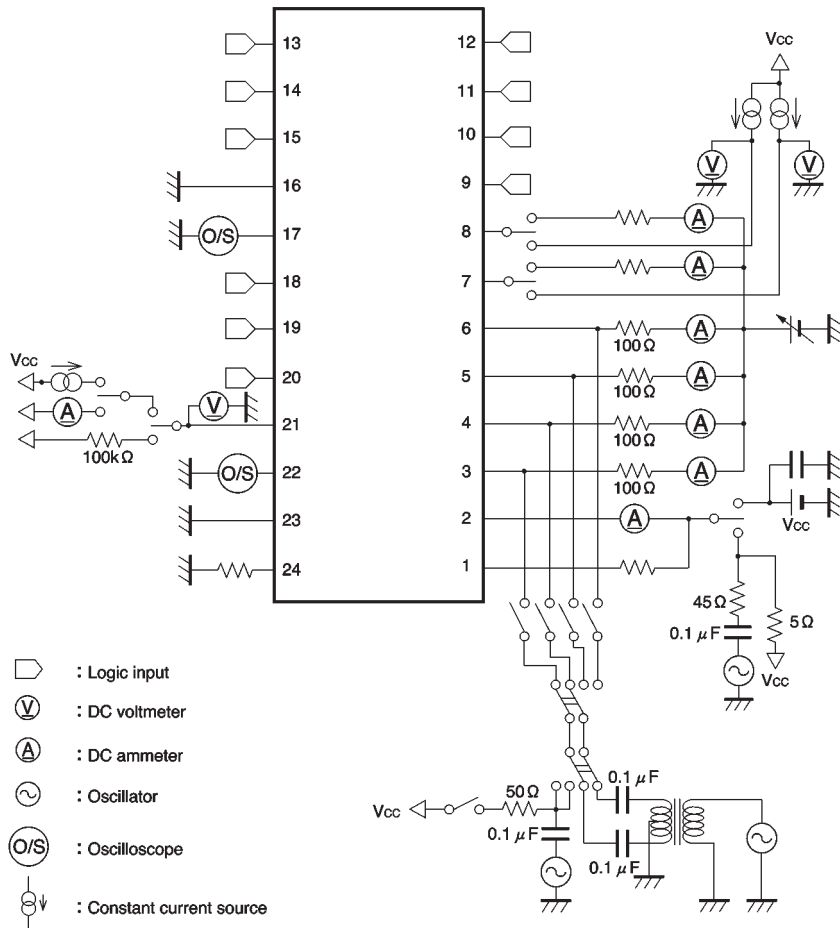 13
14
15
16
17
18
19
20
21
22
23
24
12
11
10
9
8
7
6
5
4
3
2
1
O/S
O/S
Vcc
A
V
100kΩ
Vcc
V
V
A
A
A
100Ω
A
100Ω
A
100Ω
A
100Ω
A
Vcc
45Ω
0.1 µF
5Ω
Vcc
Vcc
50Ω
0.1 µF
0.1 µF
0.1 µF
: Logic input
V : DC voltmeter
A : DC ammeter
: Oscillator
O/S : Oscilloscope
: Constant current source